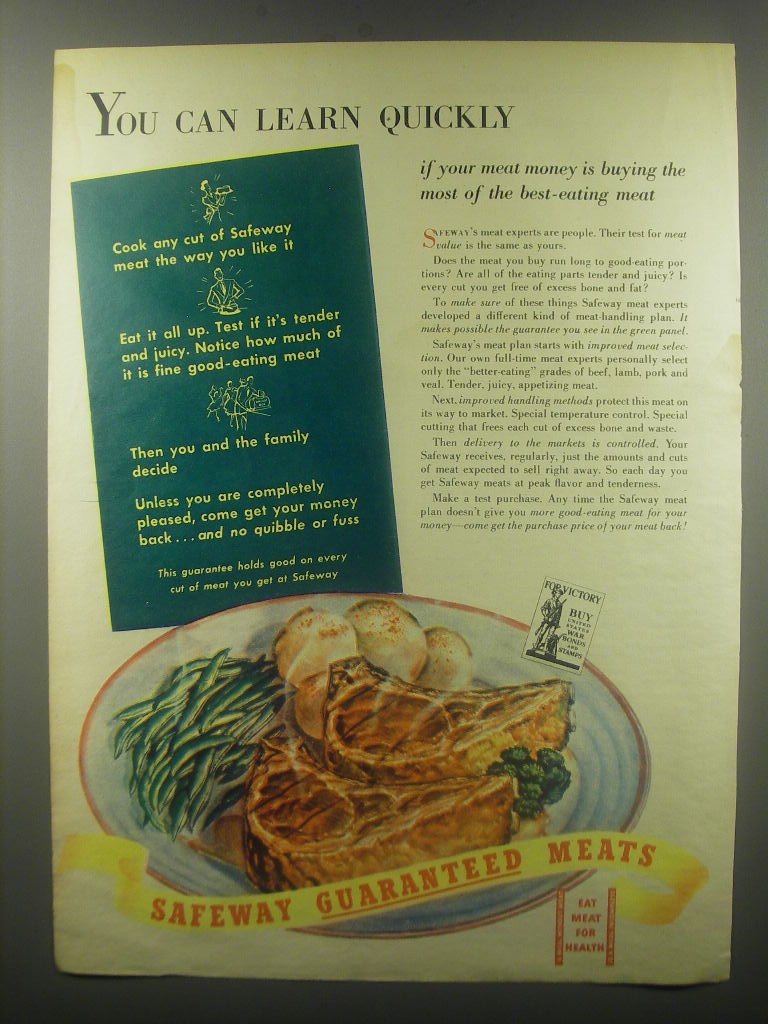 YOU CAN LEARN QUICKLY
if your meat money is buying the
most of the best-eating meat
Cook any cut of Safeway
meat the way you like it
Eat it all up. Test if it's tender
and juicy. Notice how much of
it is fine good-eating meat
Then you and the family
decide
Unless you are completely
pleased, come get your money
back...and no quibble or fuss
This guarantee holds good on every
cut of meat you get at Safeway
SAFEWAY'S meat experts are people. Their test for meat
value is the same as yours.
Does the meat you buy run long to good-eating por-
tions? Are all of the eating parts tender and juicy? Is
every cut you get free of excess bone and fat?
To make sure of these things Safeway meat experts
developed a different kind of meat-handling plan. It
makes possible the guarantee you see in the green panel.
Safeway's meat plan starts with improved meat selec-
tion. Our own full-time meat experts personally select
only the "better-eating" grades of beef, lamb, pork and
veal. Tender, juicy, appetizing meat.
Next, improved handling methods protect this meat on
its way to market. Special temperature control. Special
cutting that frees each cut of excess bone and waste.
Then delivery to the markets is controlled. Your
Safeway receives, regularly, just the amounts and cuts
of meat expected to sell right away. So each day you
get Safeway meats at peak flavor and tenderness.
Make a test purchase. Any time the Safeway meat
plan doesn't give you more good-eating meat for your
money—come get the purchase price of your meat back!
FOR VICTORY
BUY
UNITED
STATES
WAR
BONDS
AND
STAMPS
SAFEWAY GUARANTEED MEATS
EAT
MEAT
FOR
HEALTH